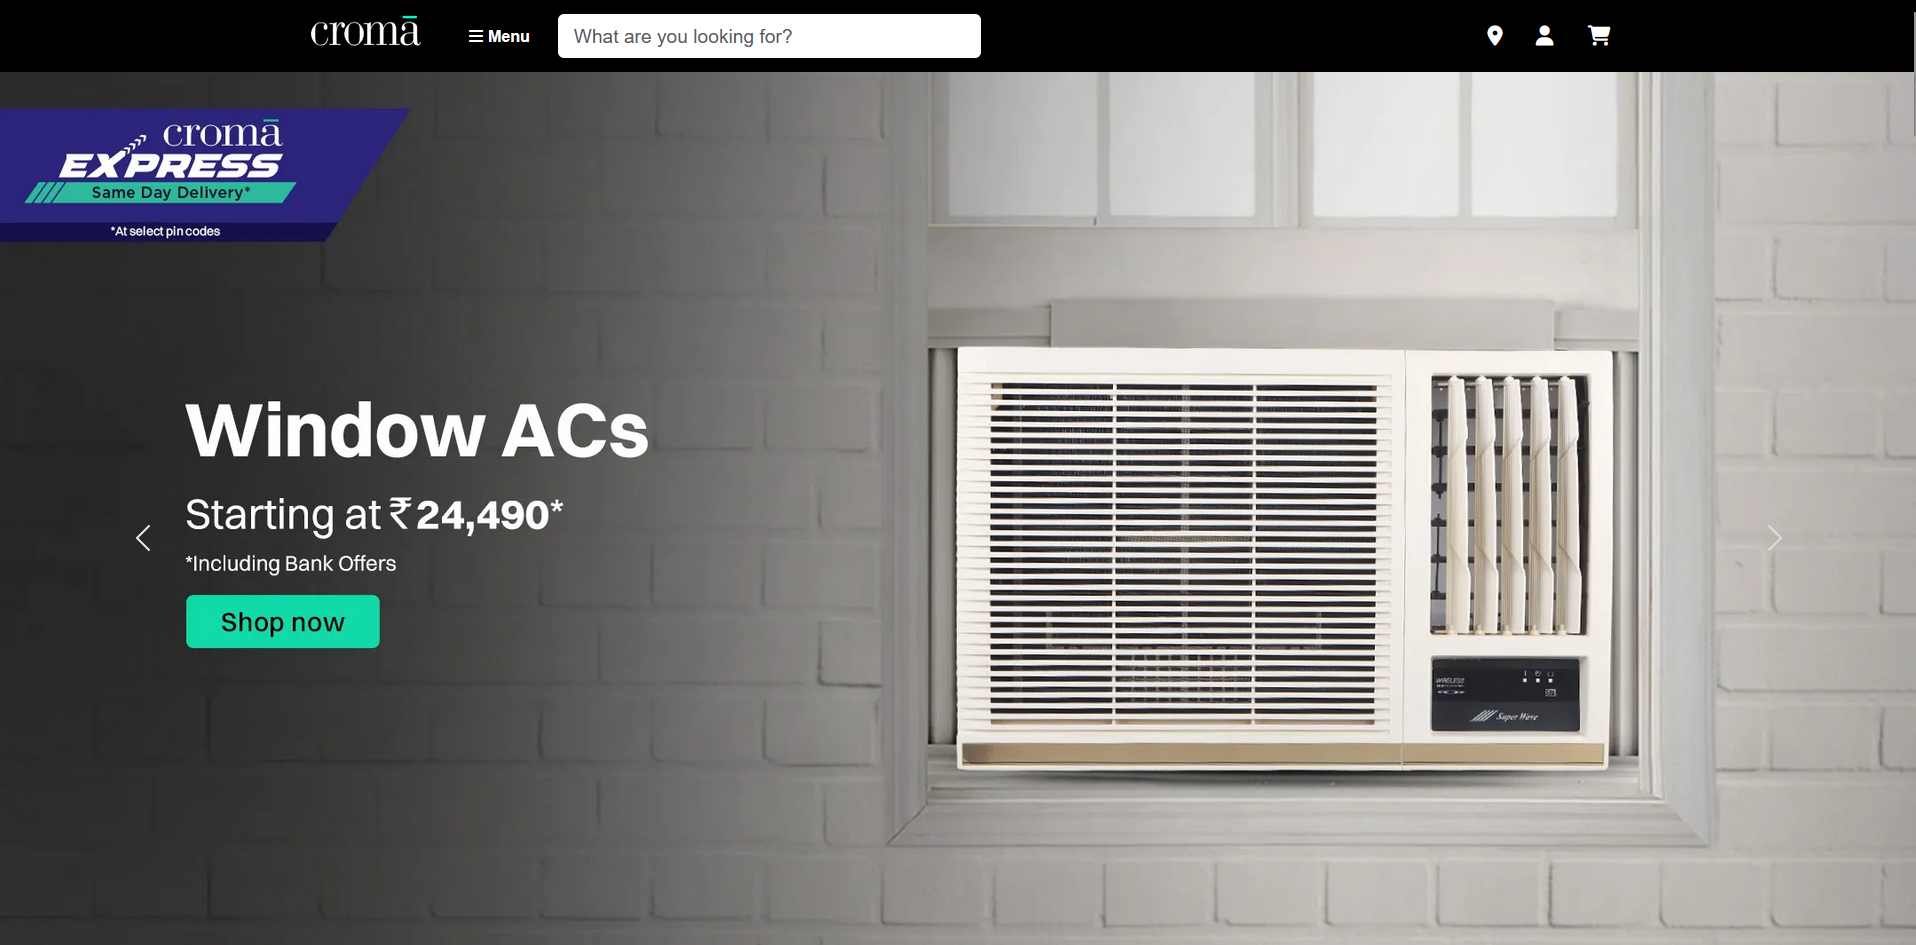 cromā
Menu
What are you looking for?
cromā
EXPRESS
Same Day Delivery*
*At select pin codes
Window ACs
Starting at ₹24,490*
*Including Bank Offers
Shop now
WIRELESS
Super Wave